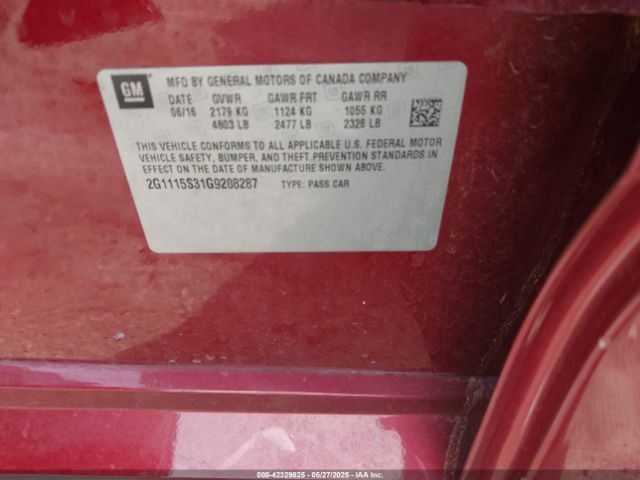 GM
MFD BY GENERAL MOTORS OF CANADA COMPANY
DATE GVWR GAWR FRT GAWR RR
06/16 2179 KG 1124 KG 1055 KG
4803 LB 2477 LB 2326 LB
THIS VEHICLE CONFORMS TO ALL APPLICABLE U.S. FEDERAL MOTOR
VEHICLE SAFETY, BUMPER, AND THEFT PREVENTION STANDARDS IN
EFFECT ON THE DATE OF MANUFACTURE SHOWN ABOVE.
2G1115S31G9208287 TYPE: PASS CAR
000-42329825 05/27/2025 IAAI.COM